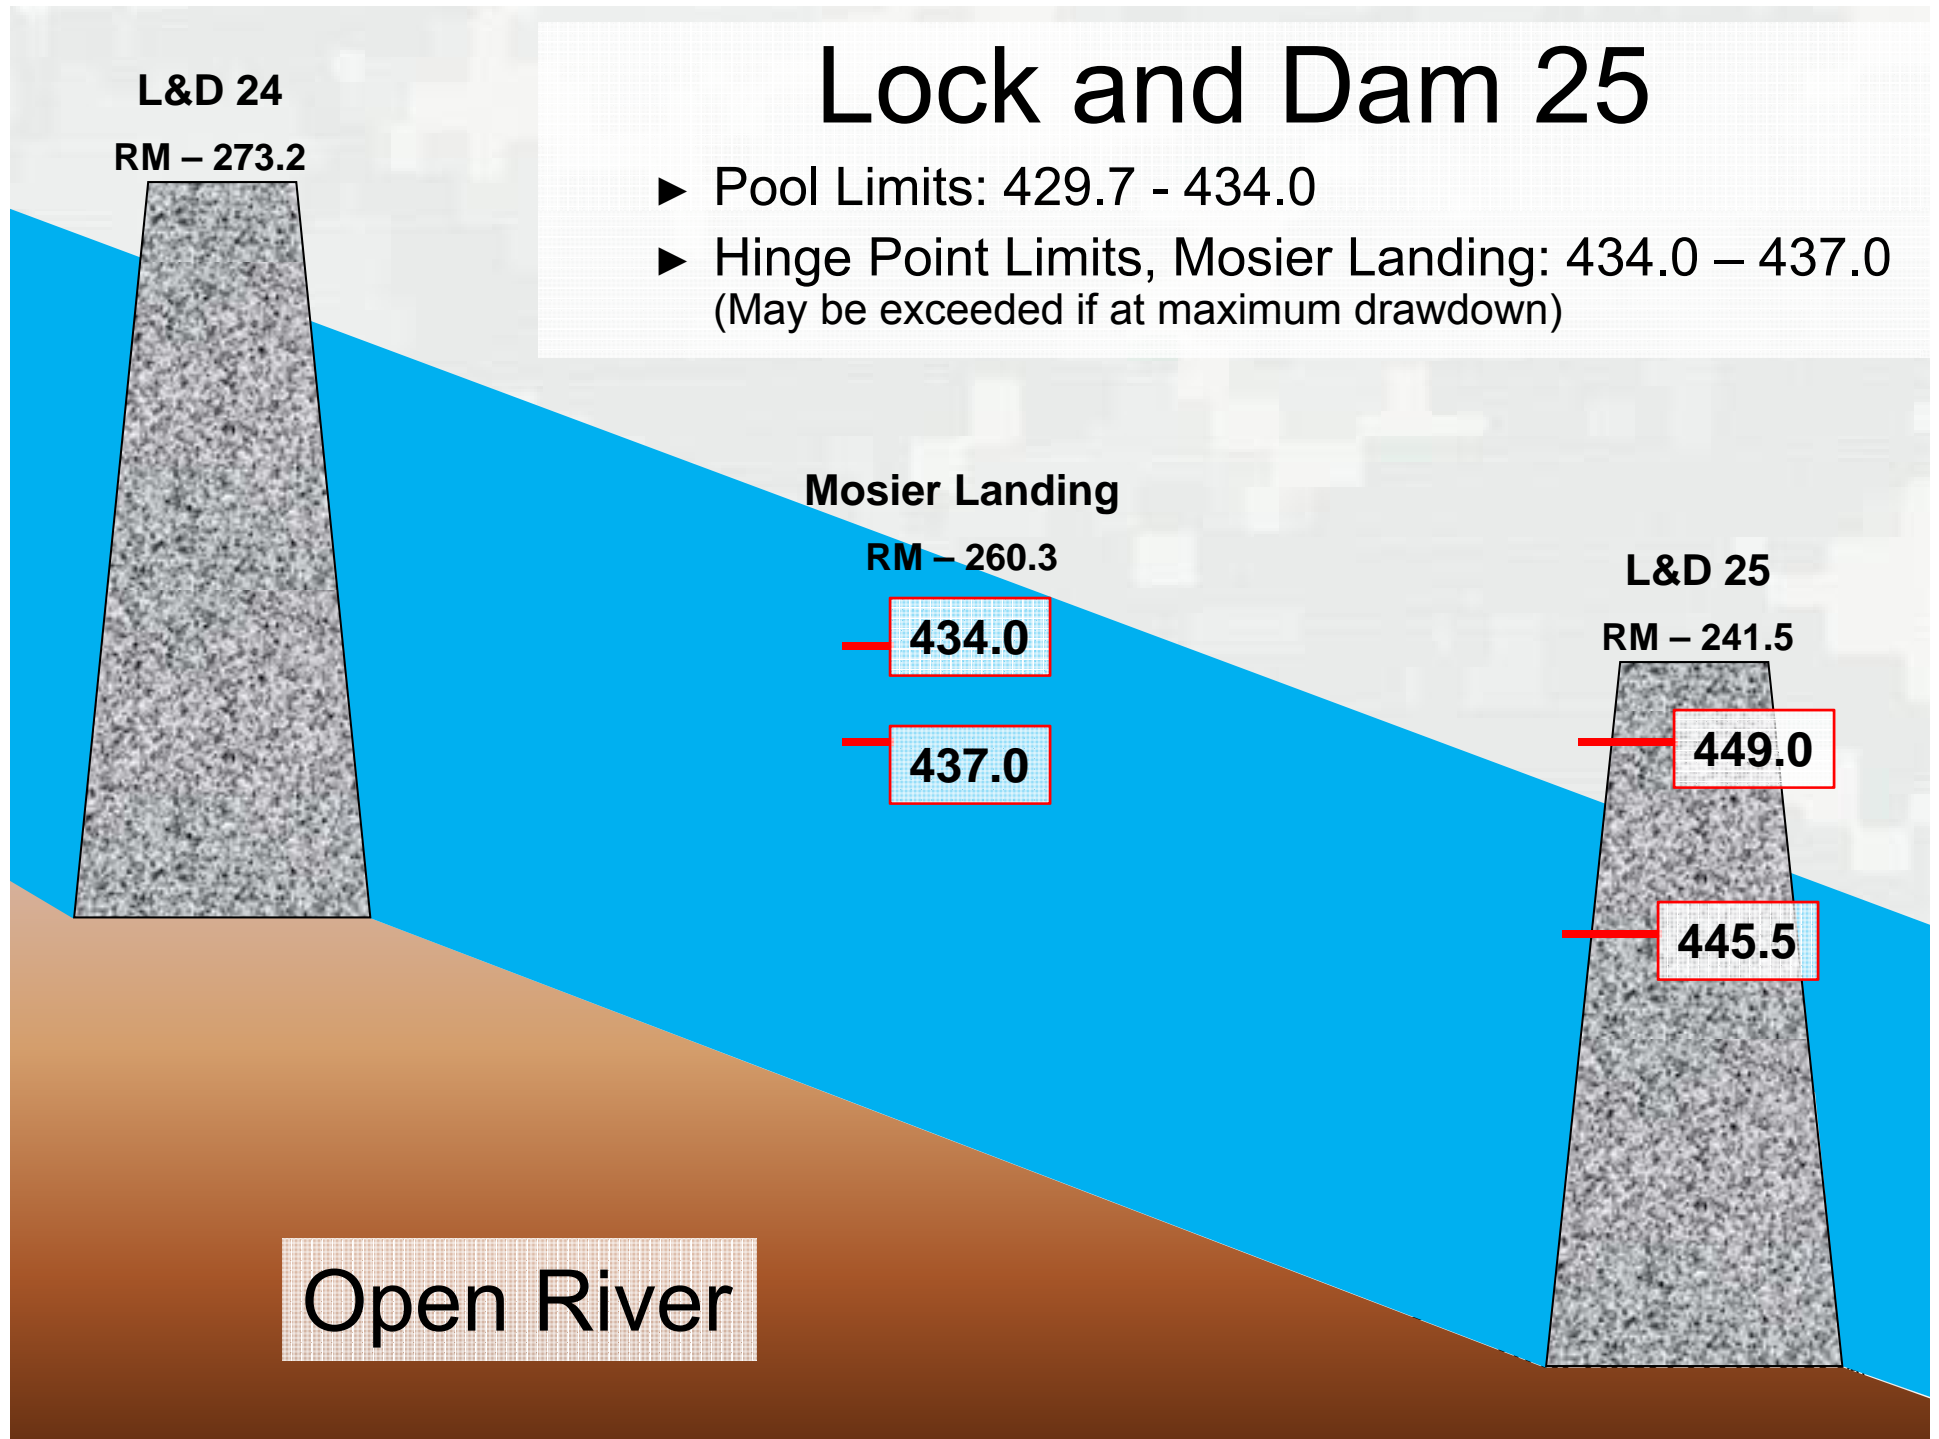 L&D 24
RM – 273.2
Lock and Dam 25
► Pool Limits: 429.7 - 434.0
► Hinge Point Limits, Mosier Landing: 434.0 – 437.0
(May be exceeded if at maximum drawdown)
Mosier Landing
RM – 260.3
434.0
437.0
L&D 25
RM – 241.5
449.0
445.5
Open River